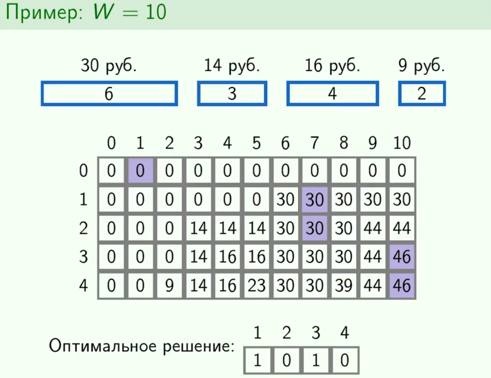 Пример: W = 10
30 руб. 14 руб. 16 руб. 9 руб.
6 3 4 2
0 1 2 3 4 5 6 7 8 9 10
0 0 0 0 0 0 0 0 0 0 0 0
1 0 0 0 0 0 0 30 30 30 30 30
2 0 0 0 14 14 14 30 30 30 44 44
3 0 0 0 14 16 16 30 30 30 44 46
4 0 0 9 14 16 23 30 30 39 44 46
1 2 3 4
Оптимальное решение: 1 0 1 0